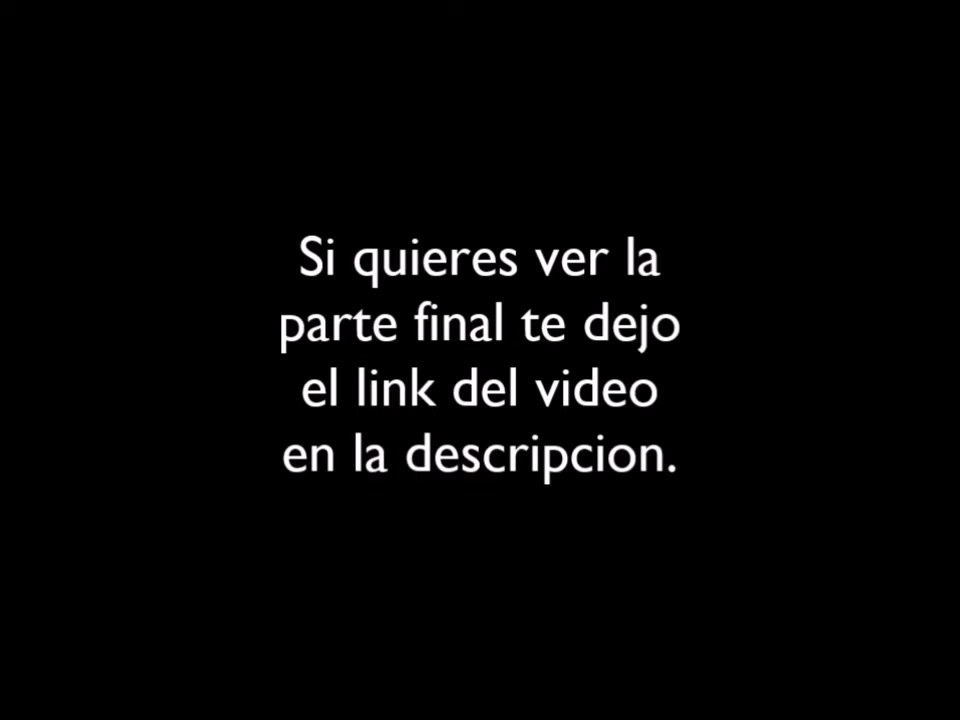 Si quieres ver la
parte final te dejo
el link del video
en la descripcion.